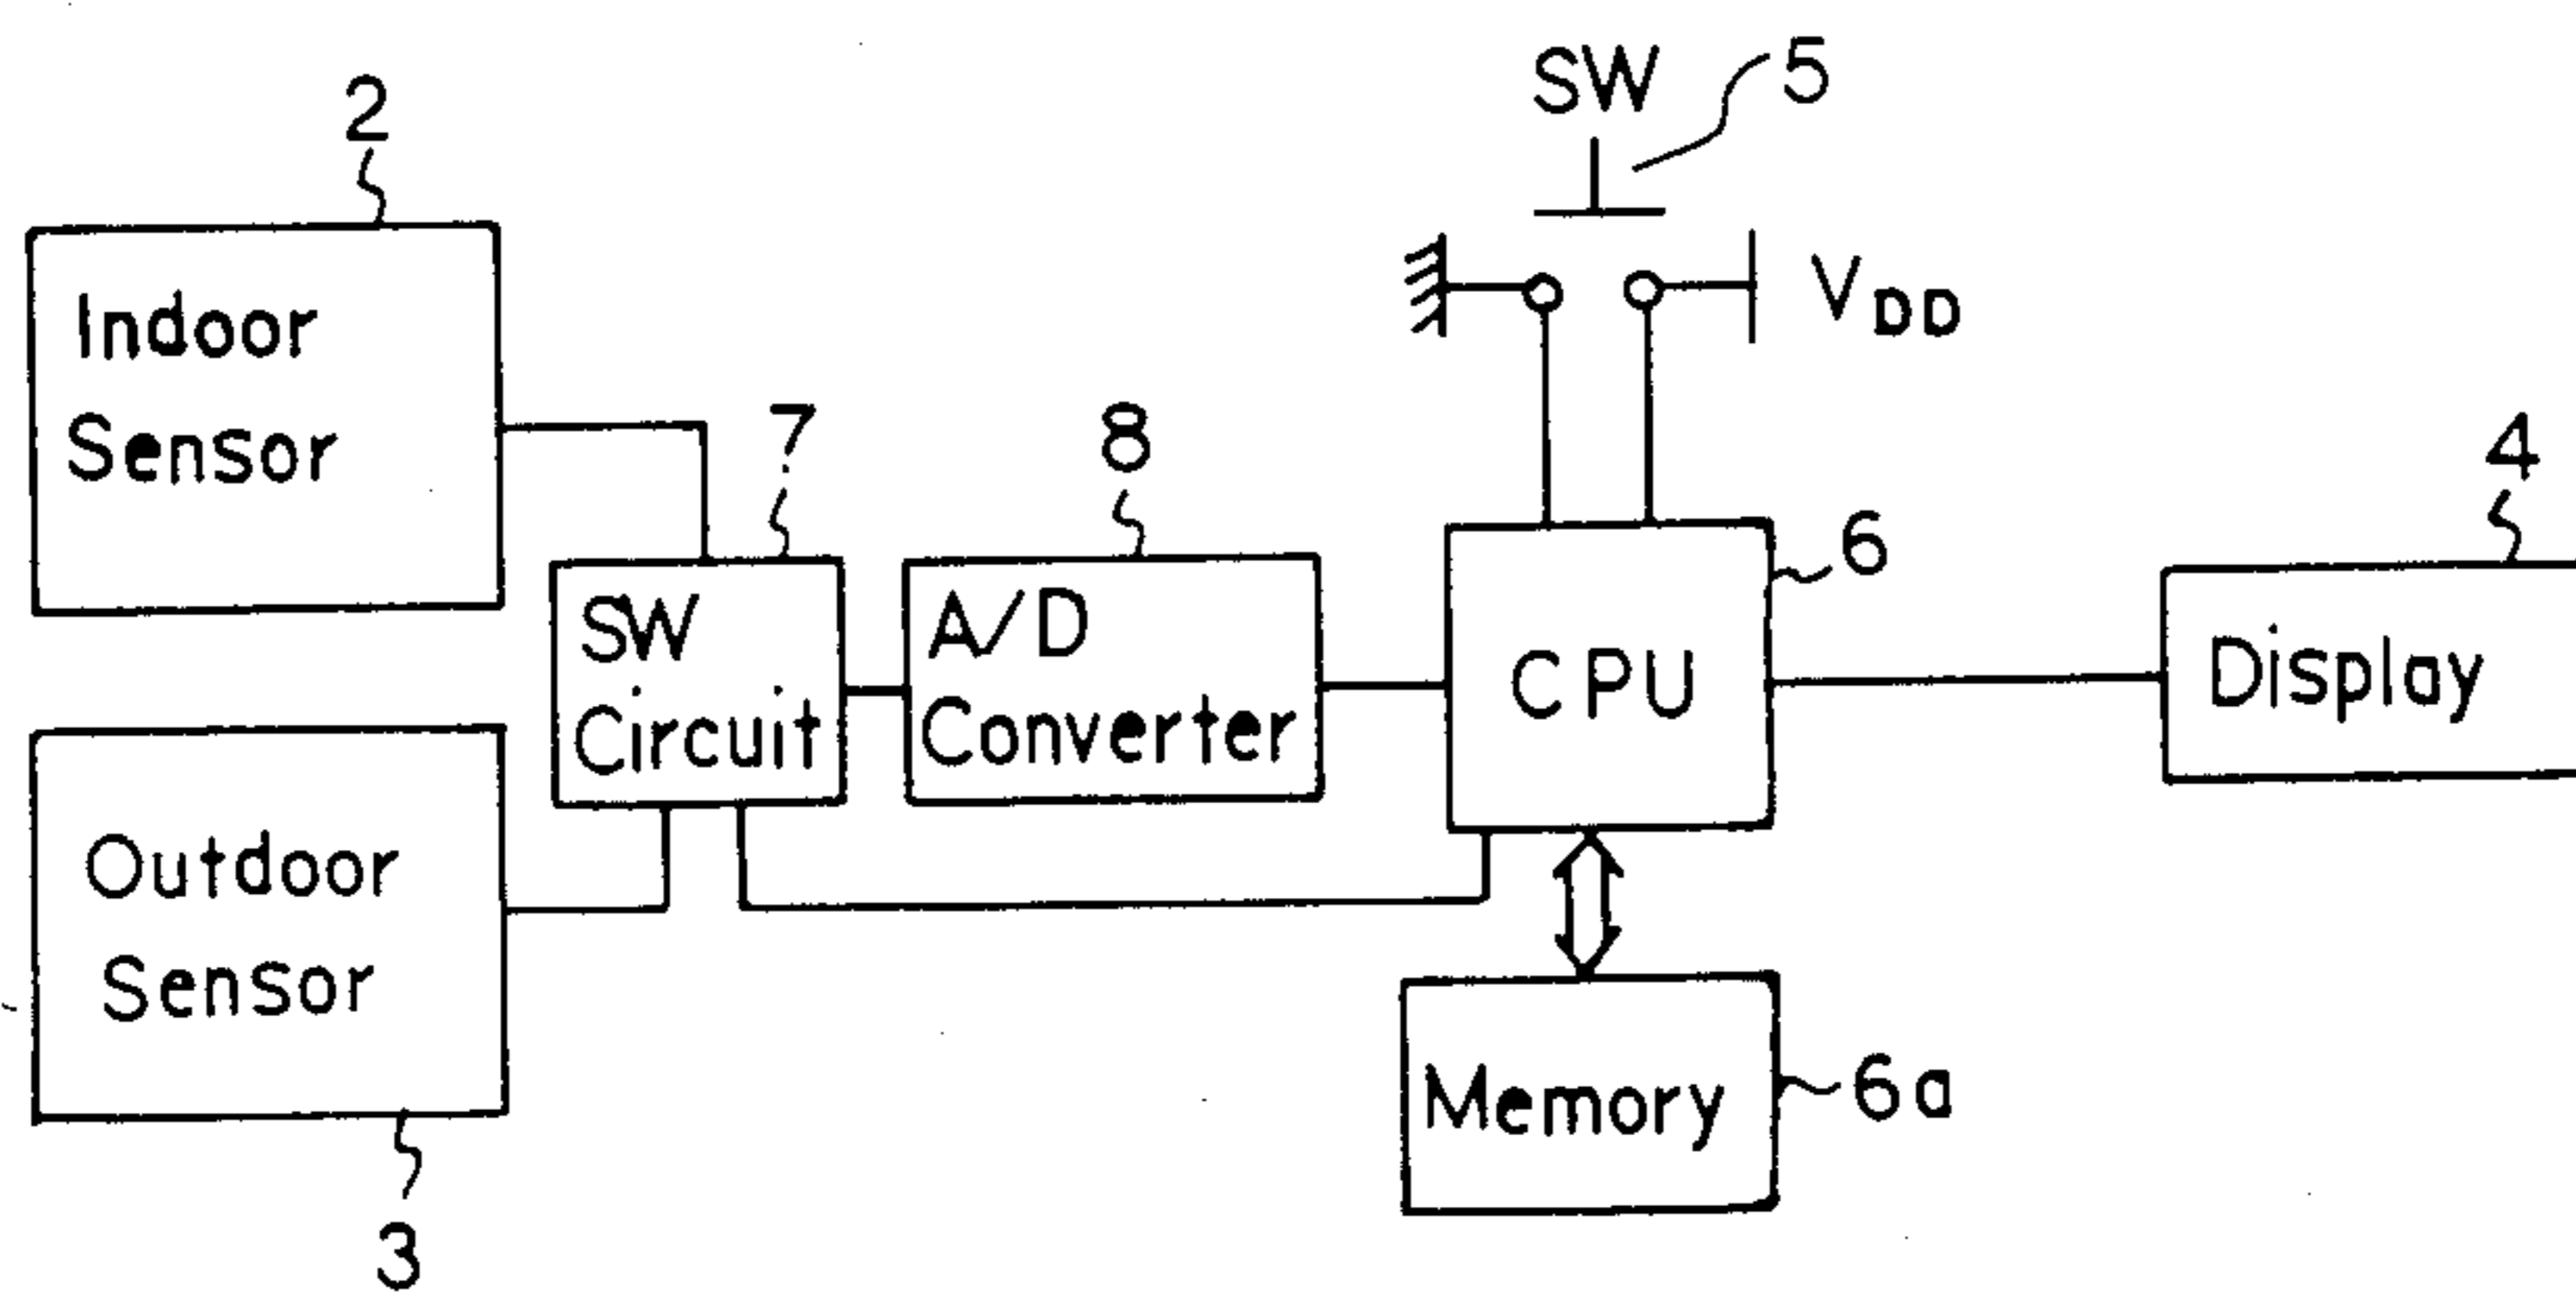 2
Indoor
Sensor
SW
5
V DD
7
8
SW
Circuit
A/D
Converter
CPU
6
4
Display
Outdoor
Sensor
3
Memory
6a